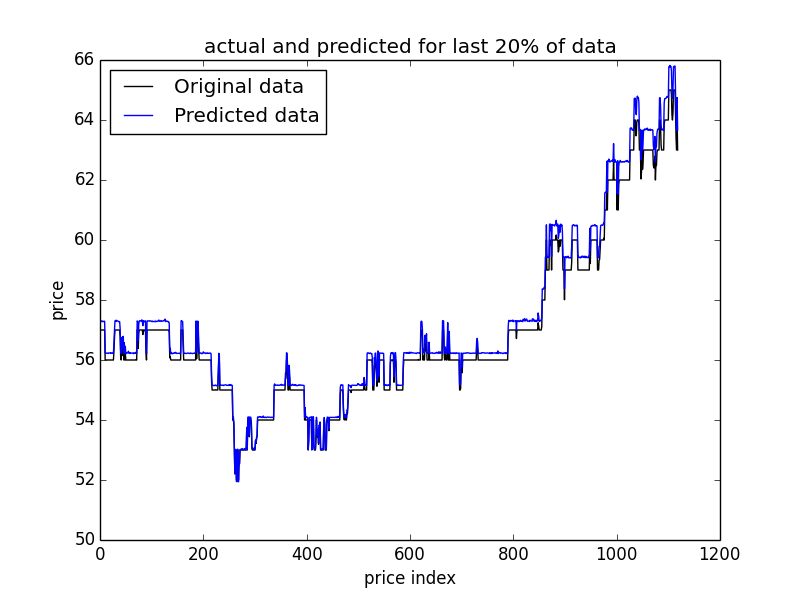 actual and predicted for last 20% of data
Original data
Predicted data
66
64
62
60
58
56
54
52
50
price
0 200 400 600 800 1000 1200
price index